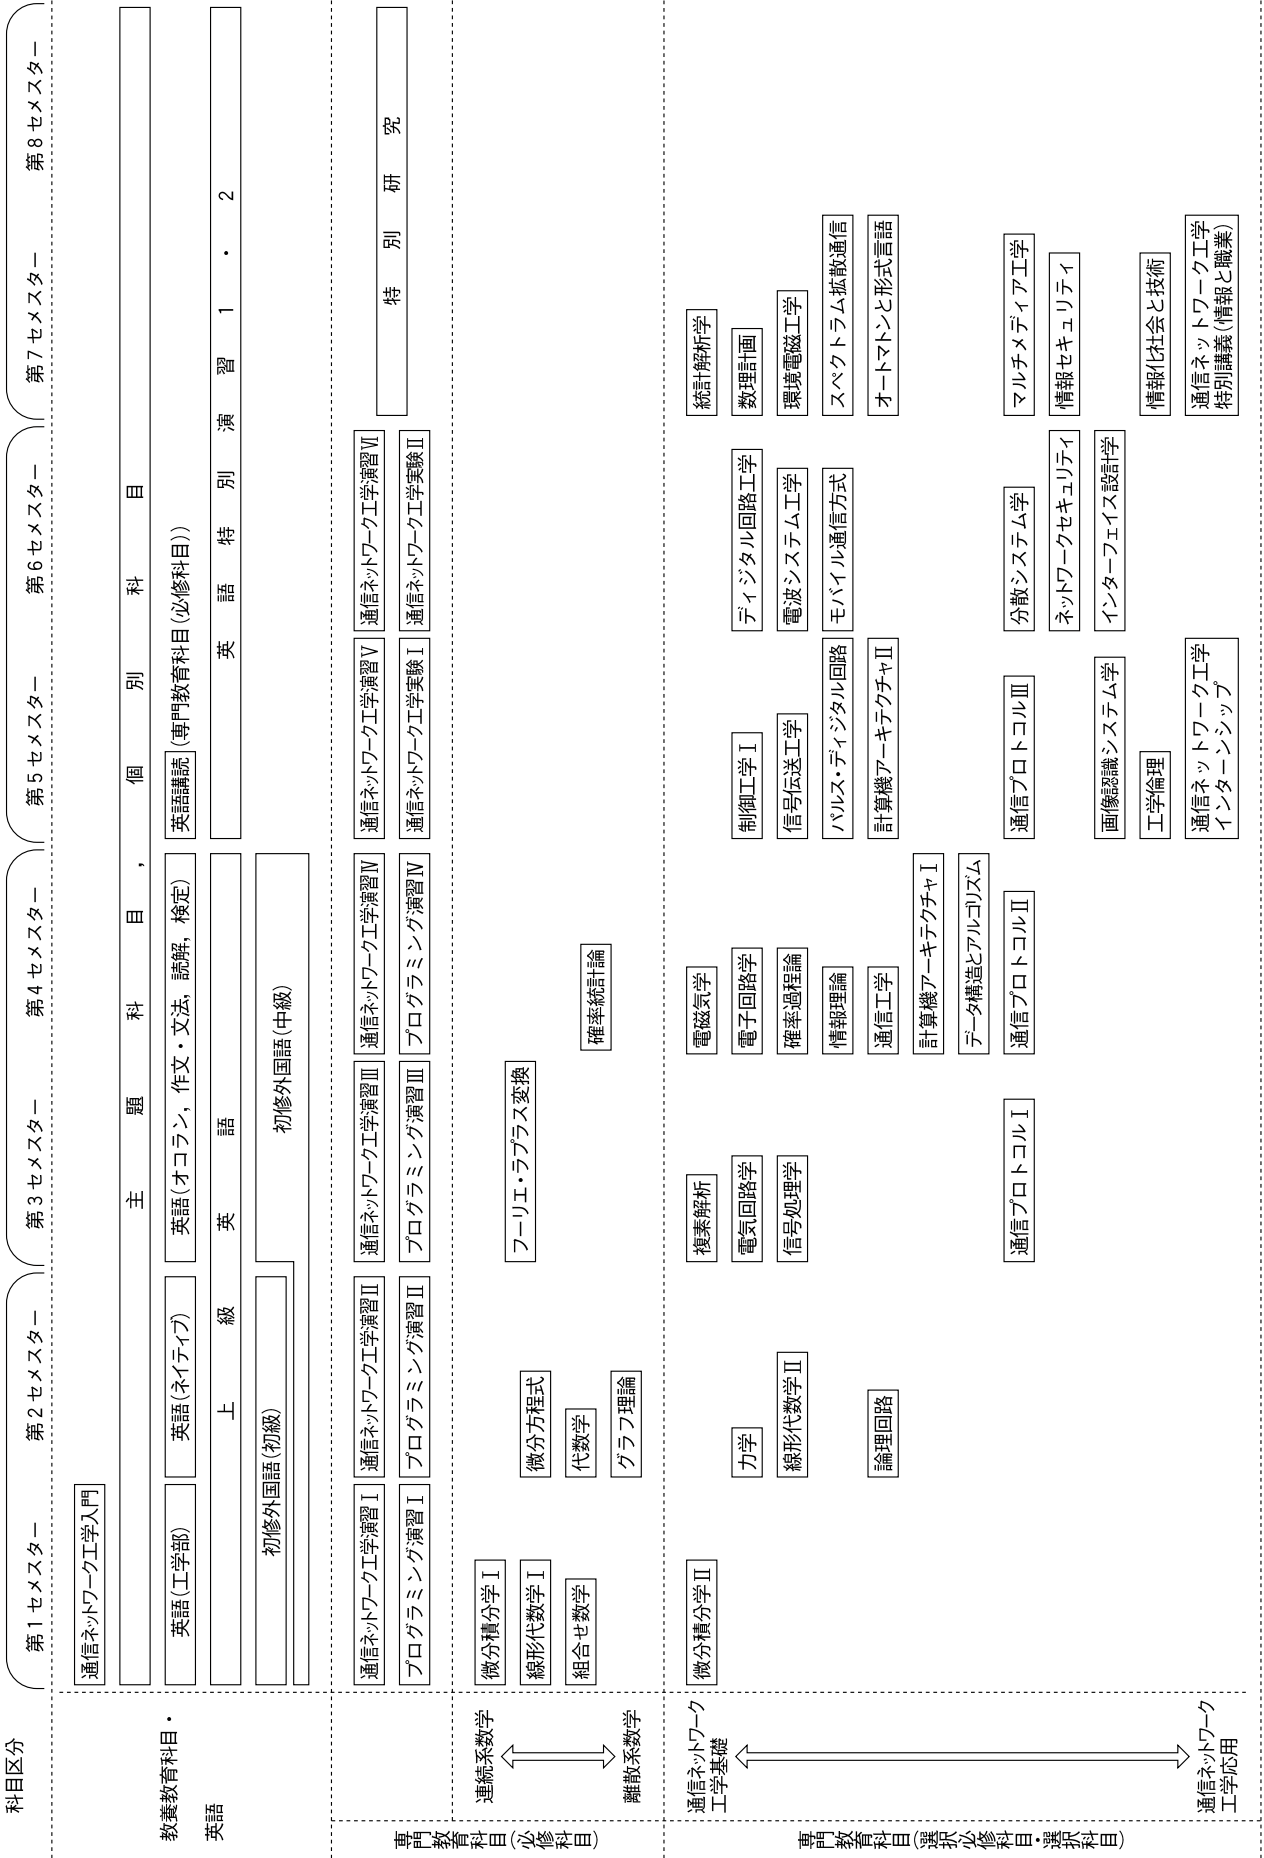 科目区分
第1セメスター
第2セメスター
第3セメスター
第4セメスター
第5セメスター
第6セメスター
第7セメスター
第8セメスター
教養教育科目・
英語
通信ネットワーク工学入門
主題科目，個別科目
英語（工学部）
英語（ネイティブ）
英語（オコラン，作文・文法，読解，検定）
英語講読（専門教育科目（必修科目））
上級英語
英語特別演習1・2
初修外国語（初級）
初修外国語（中級）
専門教育科目（必修科目）
通信ネットワーク工学演習Ⅰ
通信ネットワーク工学演習Ⅱ
通信ネットワーク工学演習Ⅲ
通信ネットワーク工学演習Ⅳ
通信ネットワーク工学演習Ⅴ
通信ネットワーク工学演習Ⅵ
特別研究
プログラミング演習Ⅰ
プログラミング演習Ⅱ
プログラミング演習Ⅲ
プログラミング演習Ⅳ
通信ネットワーク工学実験Ⅰ
通信ネットワーク工学実験Ⅱ
連続系数学
離散系数学
微分積分学Ⅰ
線形代数学Ⅰ
組合せ数学
微分方程式
代数学
グラフ理論
フーリエ・ラプラス変換
確率統計論
専門教育科目（選択必修科目・選択科目）
通信ネットワーク
工学基礎
通信ネットワーク
工学応用
微分積分学Ⅱ
力学
線形代数学Ⅱ
論理回路
複素解析
電気回路学
信号処理学
通信プロトコルⅠ
電磁気学
電子回路学
確率過程論
情報理論
通信工学
計算機アーキテクチャⅠ
データ構造とアルゴリズム
通信プロトコルⅡ
制御工学Ⅰ
信号伝送工学
パルス・ディジタル回路
計算機アーキテクチャⅡ
通信プロトコルⅢ
画像認識システム学
工学倫理
通信ネットワーク工学
インターンシップ
ディジタル回路工学
電波システム工学
モバイル通信方式
分散システム学
ネットワークセキュリティ
インターフェイス設計学
統計解析学
数理計画
環境電磁工学
スペクトラム拡散通信
オートマトンと形式言語
マルチメディア工学
情報セキュリティ
情報化社会と技術
通信ネットワーク工学
特別講義（情報と職業）